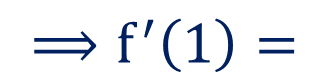 ⟹ f′(1) =